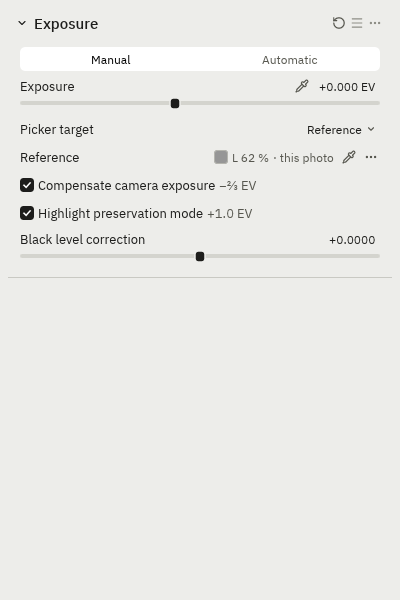 Exposure
Manual
Automatic
Exposure +0.000 EV
Picker target Reference
Reference L 62 % · this photo
Compensate camera exposure −⅔ EV
Highlight preservation mode +1.0 EV
Black level correction +0.0000